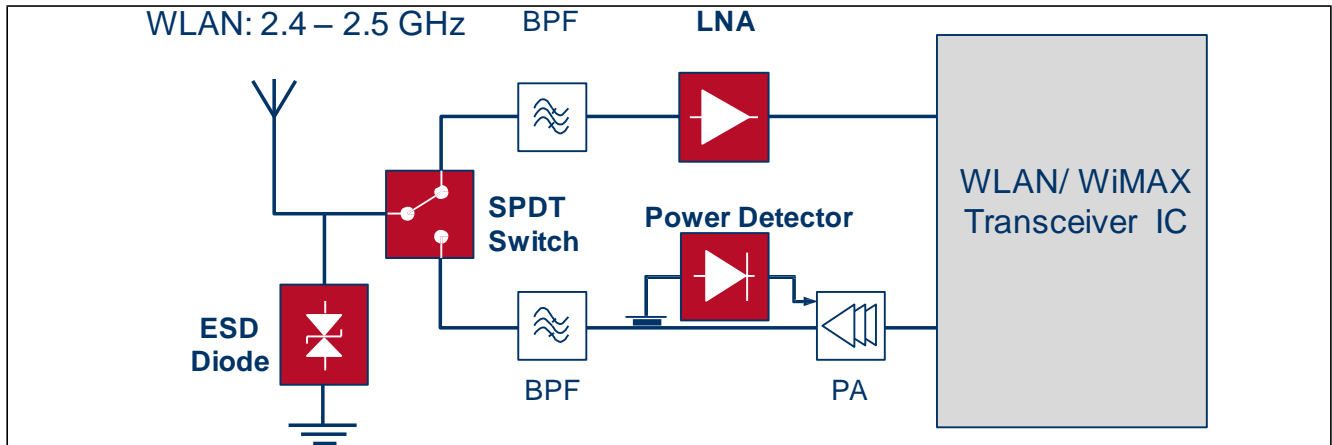 WLAN: 2.4 – 2.5 GHz
BPF
LNA
WLAN/ WiMAX
Transceiver IC
SPDT
Switch
Power Detector
ESD
Diode
BPF
PA